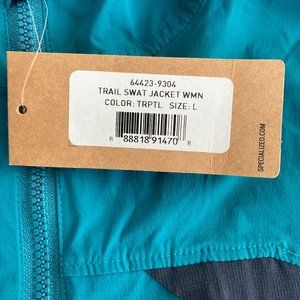 64423-9304
TRAIL SWAT JACKET WMN
COLOR: TRPTL SIZE: L
8 88818 91470 8
SPECIALIZED.COM